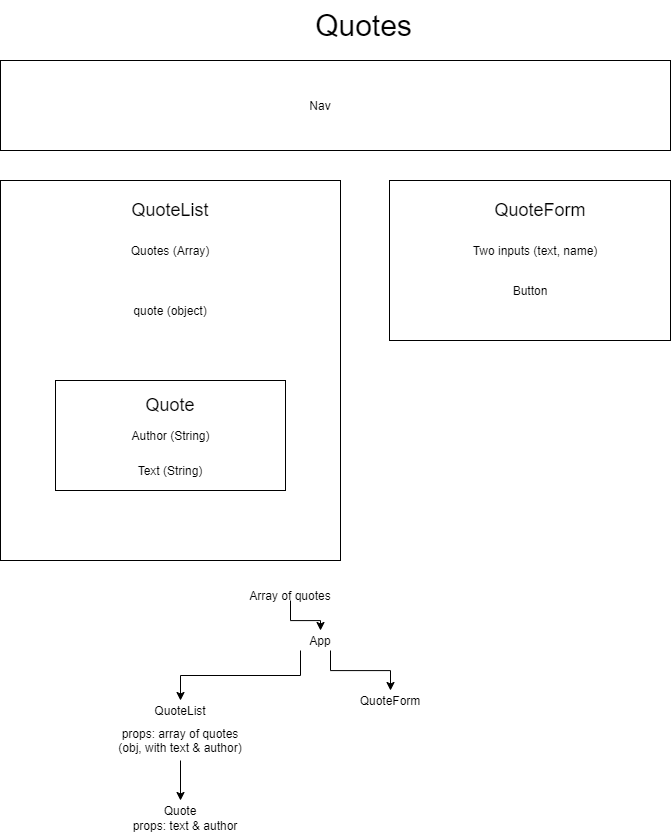 Quotes
Nav
QuoteList
Quotes (Array)
quote (object)
Quote
Author (String)
Text (String)
QuoteForm
Two inputs (text, name)
Button
Array of quotes
App
QuoteList
props: array of quotes
(obj, with text & author)
QuoteForm
Quote
props: text & author